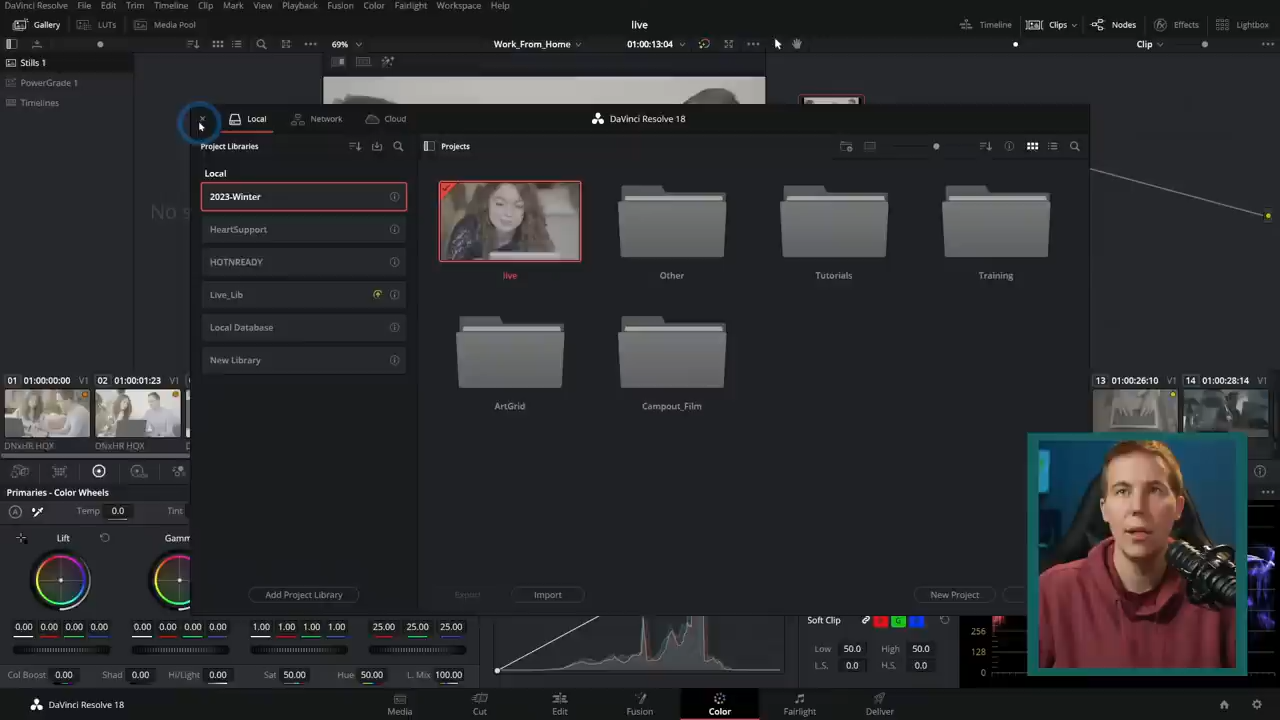 DaVinci Resolve File Edit Trim Timeline Clip Mark View Playback Fusion Color Fairlight Workspace Help
Gallery LUTs Media Pool live Timeline Clips Nodes Effects Lightbox
69% Work_From_Home 01:00:13:04 Clip
Stills 1
PowerGrade 1
Timelines
No s
Local Network Cloud DaVinci Resolve 18
Project Libraries Projects
Local
2023-Winter
HeartSupport
HOTNREADY
Live_Lib
Local Database
New Library
live Other Tutorials Training
ArtGrid Campout_Film
Add Project Library Export Import New Project
01 01:00:00:00 V1 02 01:00:01:23 V1 13 01:00:26:10 V1 14 01:00:28:14 V1
DNxHR HQX DNxHR HQX
Primaries - Color Wheels
Temp 0.0 Tint
Lift Gamm
0.00 0.00 0.00 0.00 0.00 0.00 0.00 0.00 1.00 1.00 1.00 1.00 25.00 25.00 25.00
Col Boost 0.00 Shad 0.00 Hi/Light 0.00 Sat 50.00 Hue 50.00 L. Mix 100.00
Soft Clip
Low 50.0 High 50.0
L.S. 0.0 H.S. 0.0
256
128
0
DaVinci Resolve 18 Media Cut Edit Fusion Color Fairlight Deliver